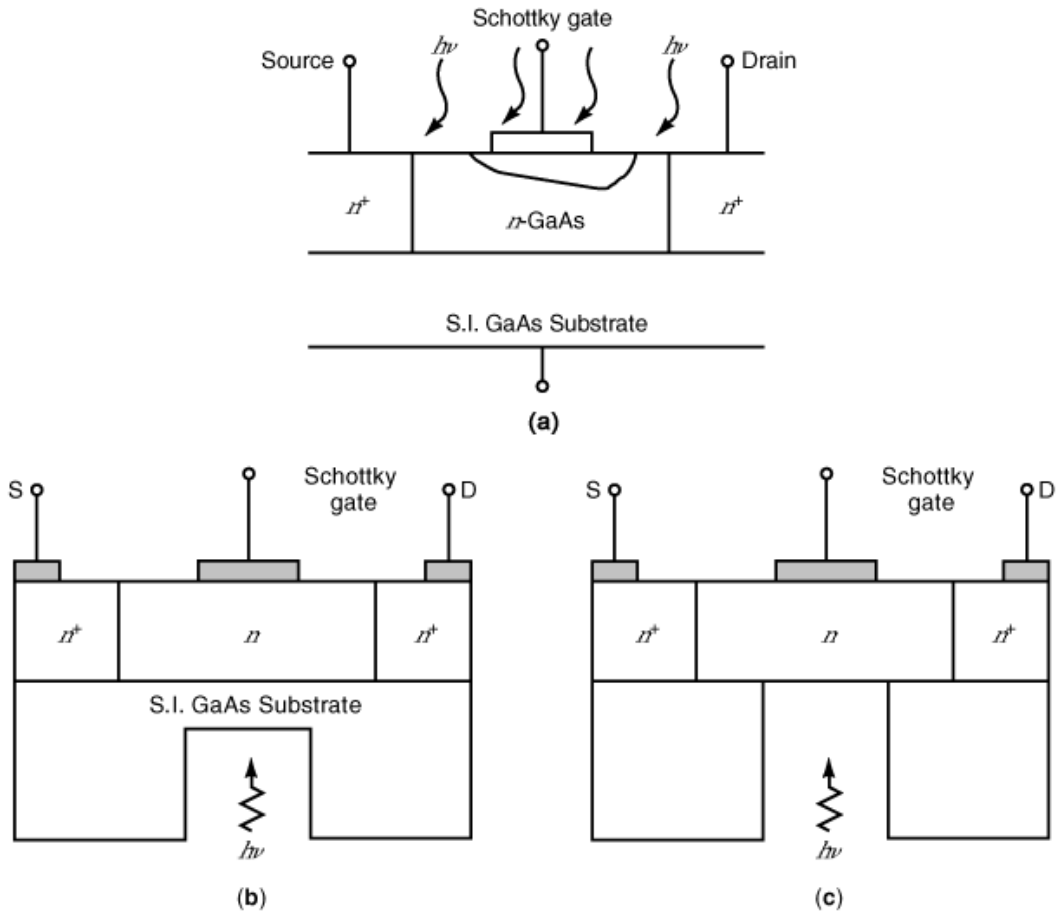 Schottky gate
hν
hν
Source
Drain
n⁺
n-GaAs
n⁺
S.I. GaAs Substrate
(a)
S
Schottky
gate
D
n⁺
n
n⁺
S.I. GaAs Substrate
hν
(b)
S
Schottky
gate
D
n⁺
n
n⁺
hν
(c)